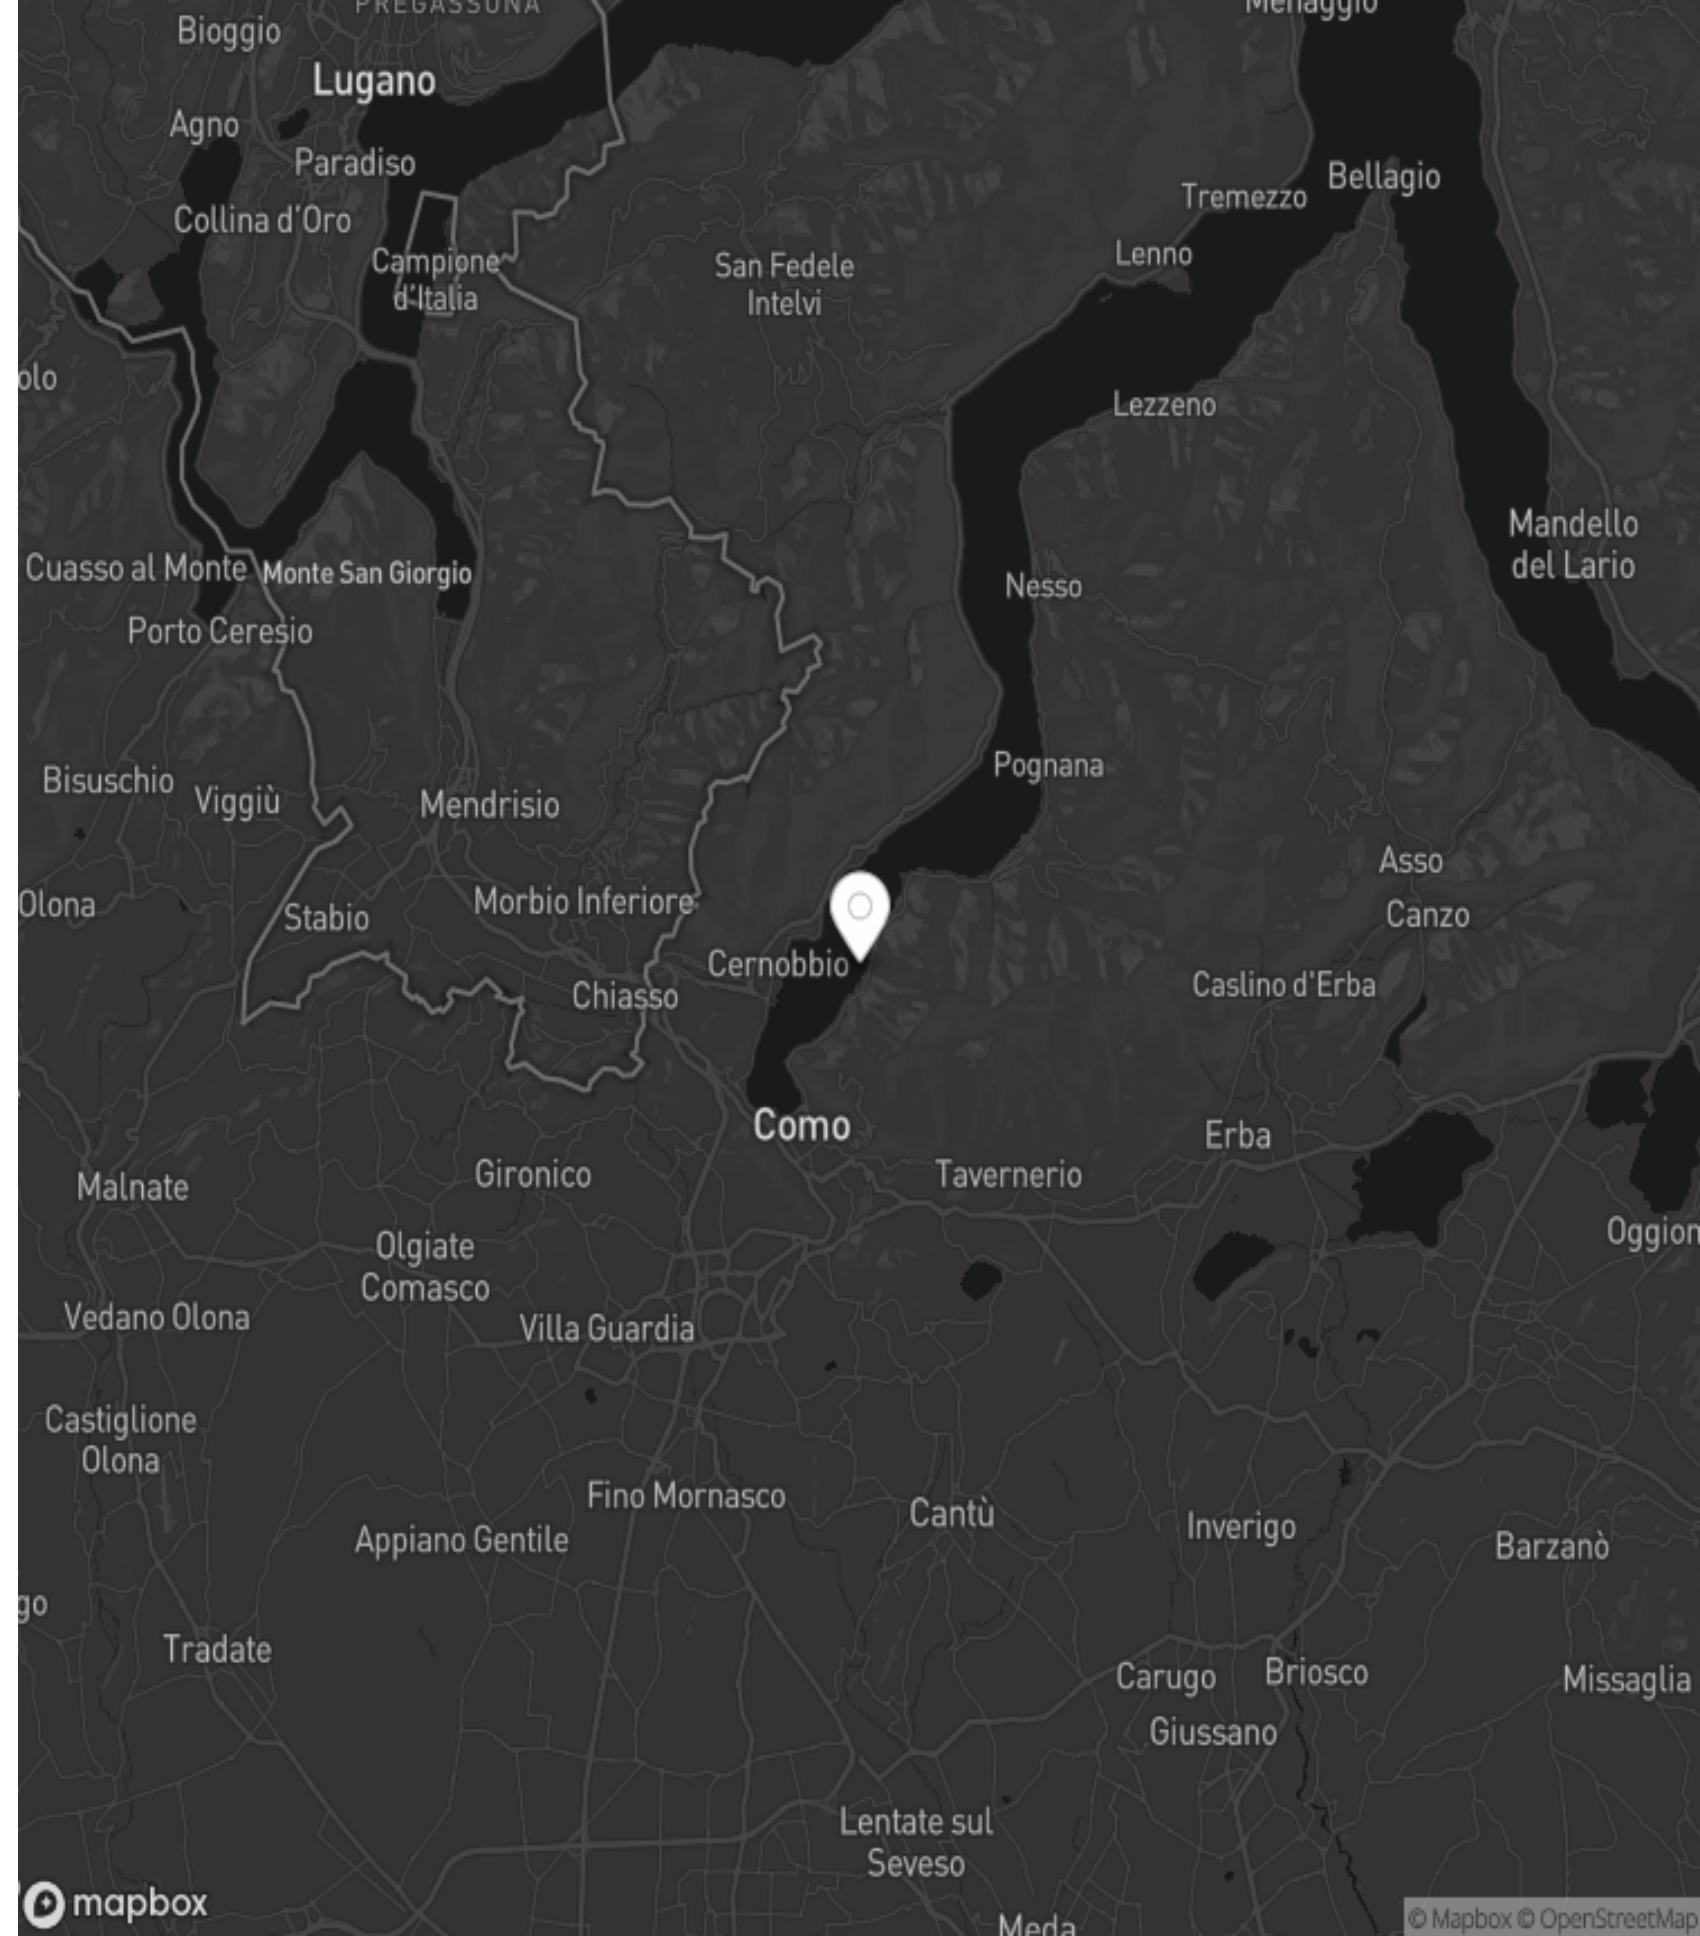 PREGASSONA
Menaggio
Bioggio
Lugano
Agno
Paradiso
Bellagio
Tremezzo
Collina d'Oro
Lenno
Campione
d'Italia
San Fedele
Intelvi
olo
Lezzeno
Mandello
del Lario
Cuasso al Monte
Monte San Giorgio
Nesso
Porto Ceresio
Pognana
Bisuschio
Viggiù
Mendrisio
Asso
Olona
Stabio
Morbio Inferiore
Canzo
Cernobbio
Chiasso
Caslino d'Erba
Como
Erba
Malnate
Gironico
Tavernerio
Oggion
Olgiate
Comasco
Vedano Olona
Villa Guardia
Castiglione
Olona
Fino Mornasco
Cantù
Inverigo
Barzanò
Appiano Gentile
go
Tradate
Carugo
Briosco
Missaglia
Giussano
Lentate sul
Seveso
mapbox
Meda
© Mapbox © OpenStreetMap